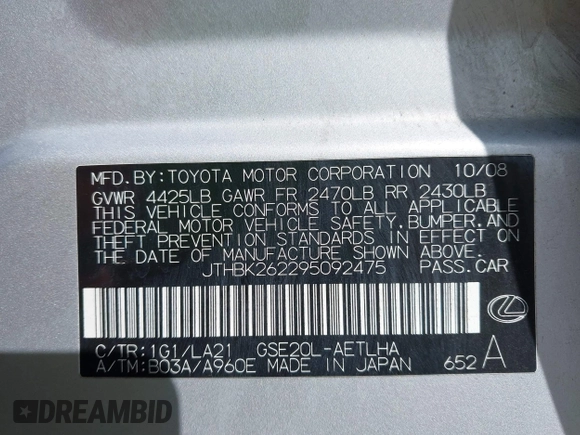 MFD. BY: TOYOTA MOTOR CORPORATION 10/08
GVWR 4425LB GAWR FR 2470LB RR 2430LB
THIS VEHICLE CONFORMS TO ALL APPLICABLE
FEDERAL MOTOR VEHICLE SAFETY, BUMPER, AND
THEFT PREVENTION STANDARDS IN EFFECT ON
THE DATE OF MANUFACTURE SHOWN ABOVE.
JTHBK262295092475 PASS. CAR
C/TR: 1G1/LA21 GSE20L-AETLHA
A/TM: B03A/A960E MADE IN JAPAN 652 A
DREAMBID